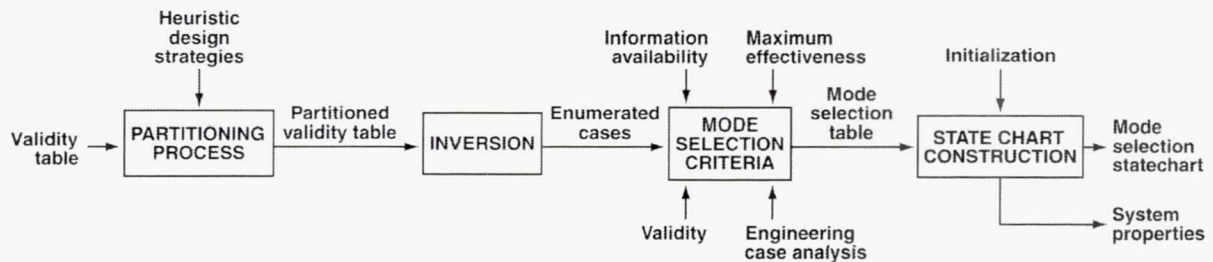 Heuristic
design
strategies
Validity
table
PARTITIONING
PROCESS
Partitioned
validity table
INVERSION
Enumerated
cases
Information
availability
Maximum
effectiveness
MODE
SELECTION
CRITERIA
Validity
Engineering
case analysis
Mode
selection
table
Initialization
STATE CHART
CONSTRUCTION
Mode
selection
statechart
System
properties